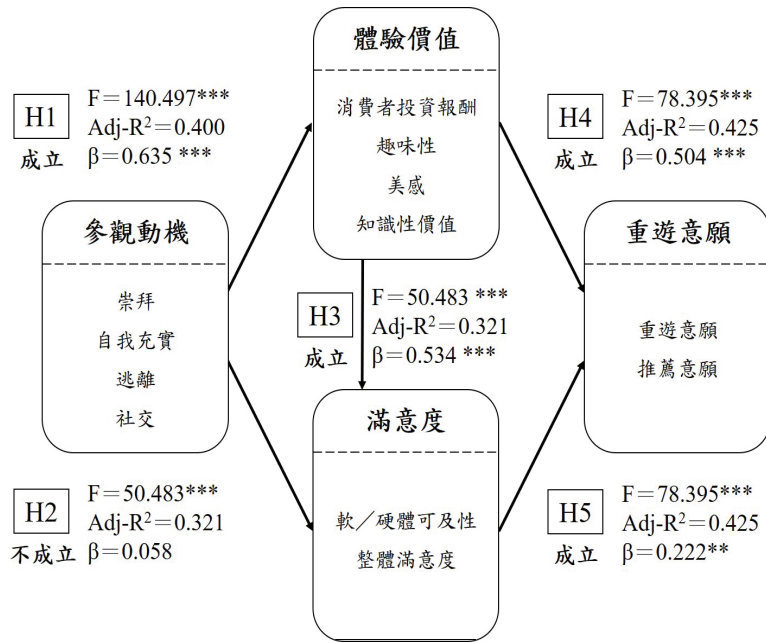 體驗價值
消費者投資報酬
趣味性
美感
知識性價值
H1
成立
F＝140.497***
Adj-R²＝0.400
β＝0.635 ***
H4
成立
F＝78.395***
Adj-R²＝0.425
β＝0.504 ***
參觀動機
崇拜
自我充實
逃離
社交
H3
成立
F＝50.483 ***
Adj-R²＝0.321
β＝0.534 ***
重遊意願
重遊意願
推薦意願
滿意度
軟／硬體可及性
整體滿意度
H2
不成立
F＝50.483***
Adj-R²＝0.321
β＝0.058
H5
成立
F＝78.395***
Adj-R²＝0.425
β＝0.222**